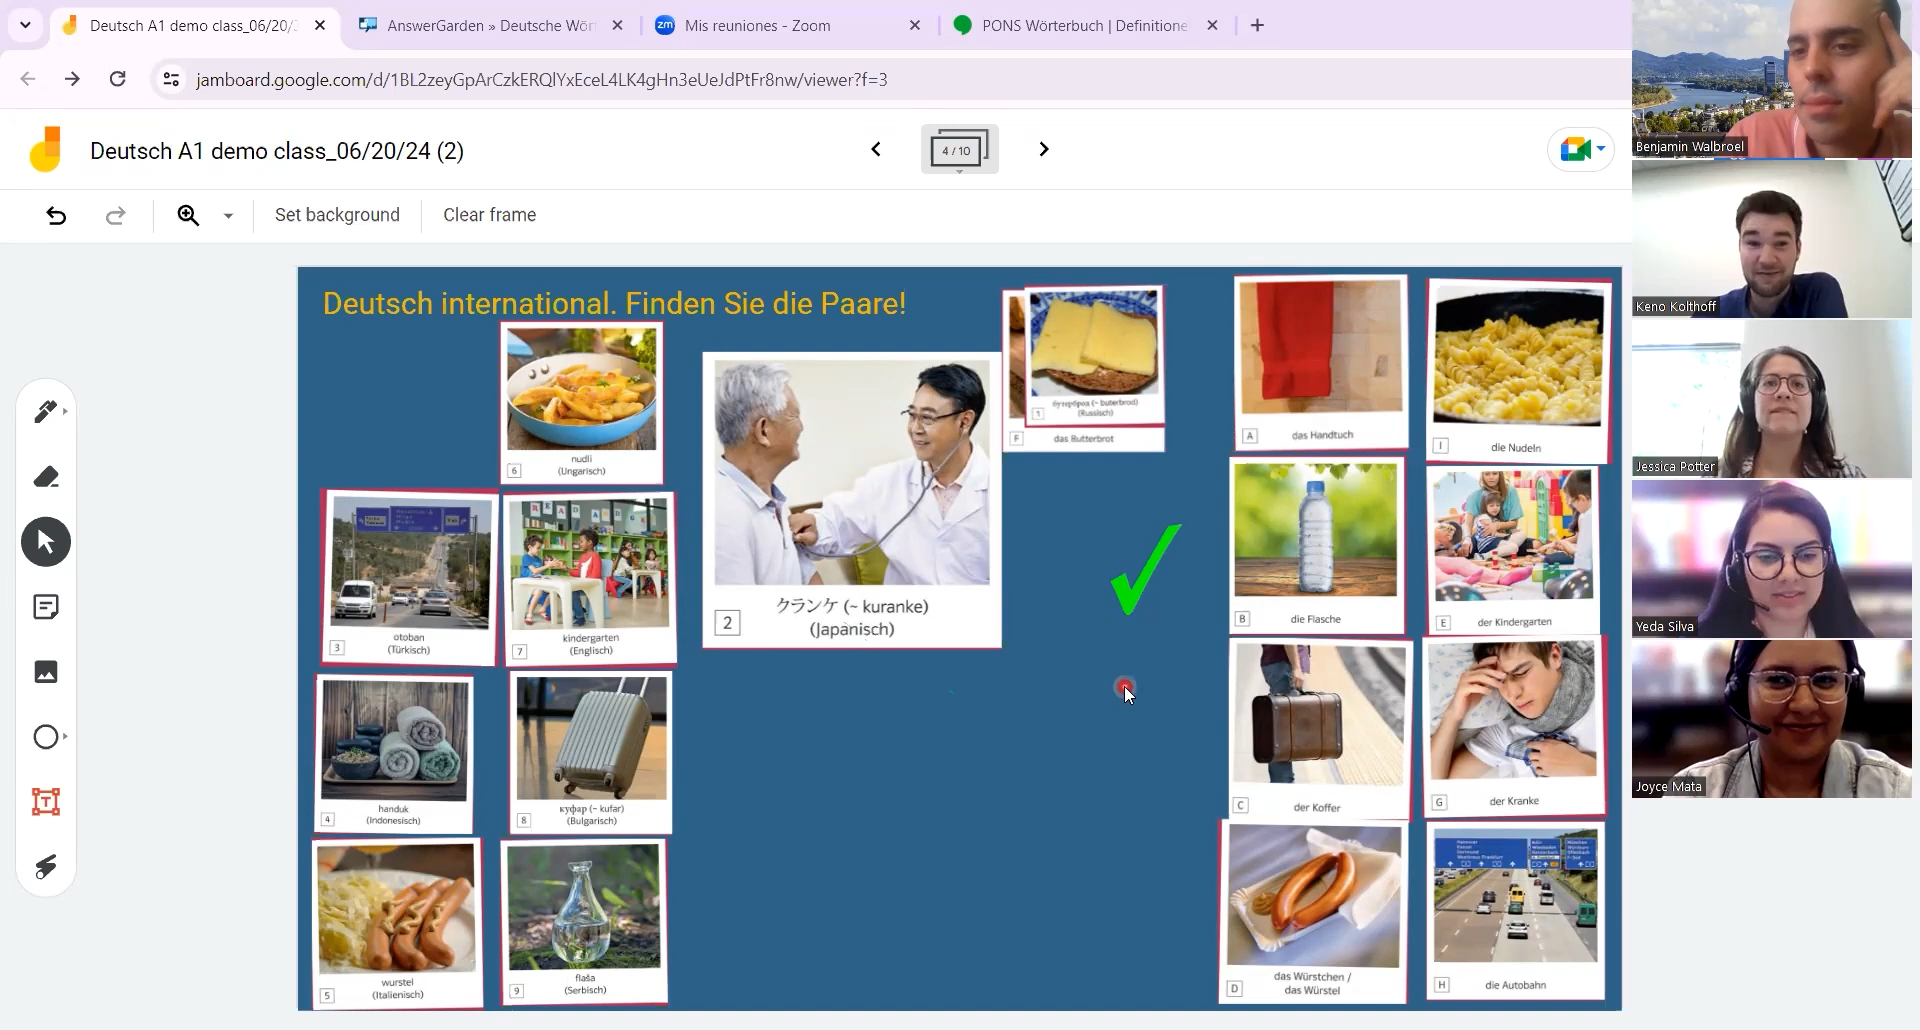 Deutsch A1 demo class_06/20/
AnswerGarden » Deutsche Wör
Mis reuniones - Zoom
PONS Wörterbuch | Definitione
jamboard.google.com/d/1BL2zeyGpArCzkERQlYxEceL4LK4gHn3eUeJdPtFr8nw/viewer?f=3
Deutsch A1 demo class_06/20/24 (2)
4 / 10
Set background
Clear frame
Deutsch international. Finden Sie die Paare!
6
nudli
(Ungarisch)
3
otoban
(Türkisch)
7
kindergarten
(Englisch)
4
handuk
(Indonesisch)
8
куфар (~ kufar)
(Bulgarisch)
5
wurstel
(Italienisch)
9
flaša
(Serbisch)
2
クランケ (~ kuranke)
(Japanisch)
1
бутерброд (~ buterbrod)
(Russisch)
F
das Butterbrot
A
das Handtuch
I
die Nudeln
B
die Flasche
E
der Kindergarten
C
der Koffer
G
der Kranke
D
das Würstchen /
das Würstel
H
die Autobahn
Benjamin Walbroel
Keno Kolthoff
Jessica Potter
Yeda Silva
Joyce Mata